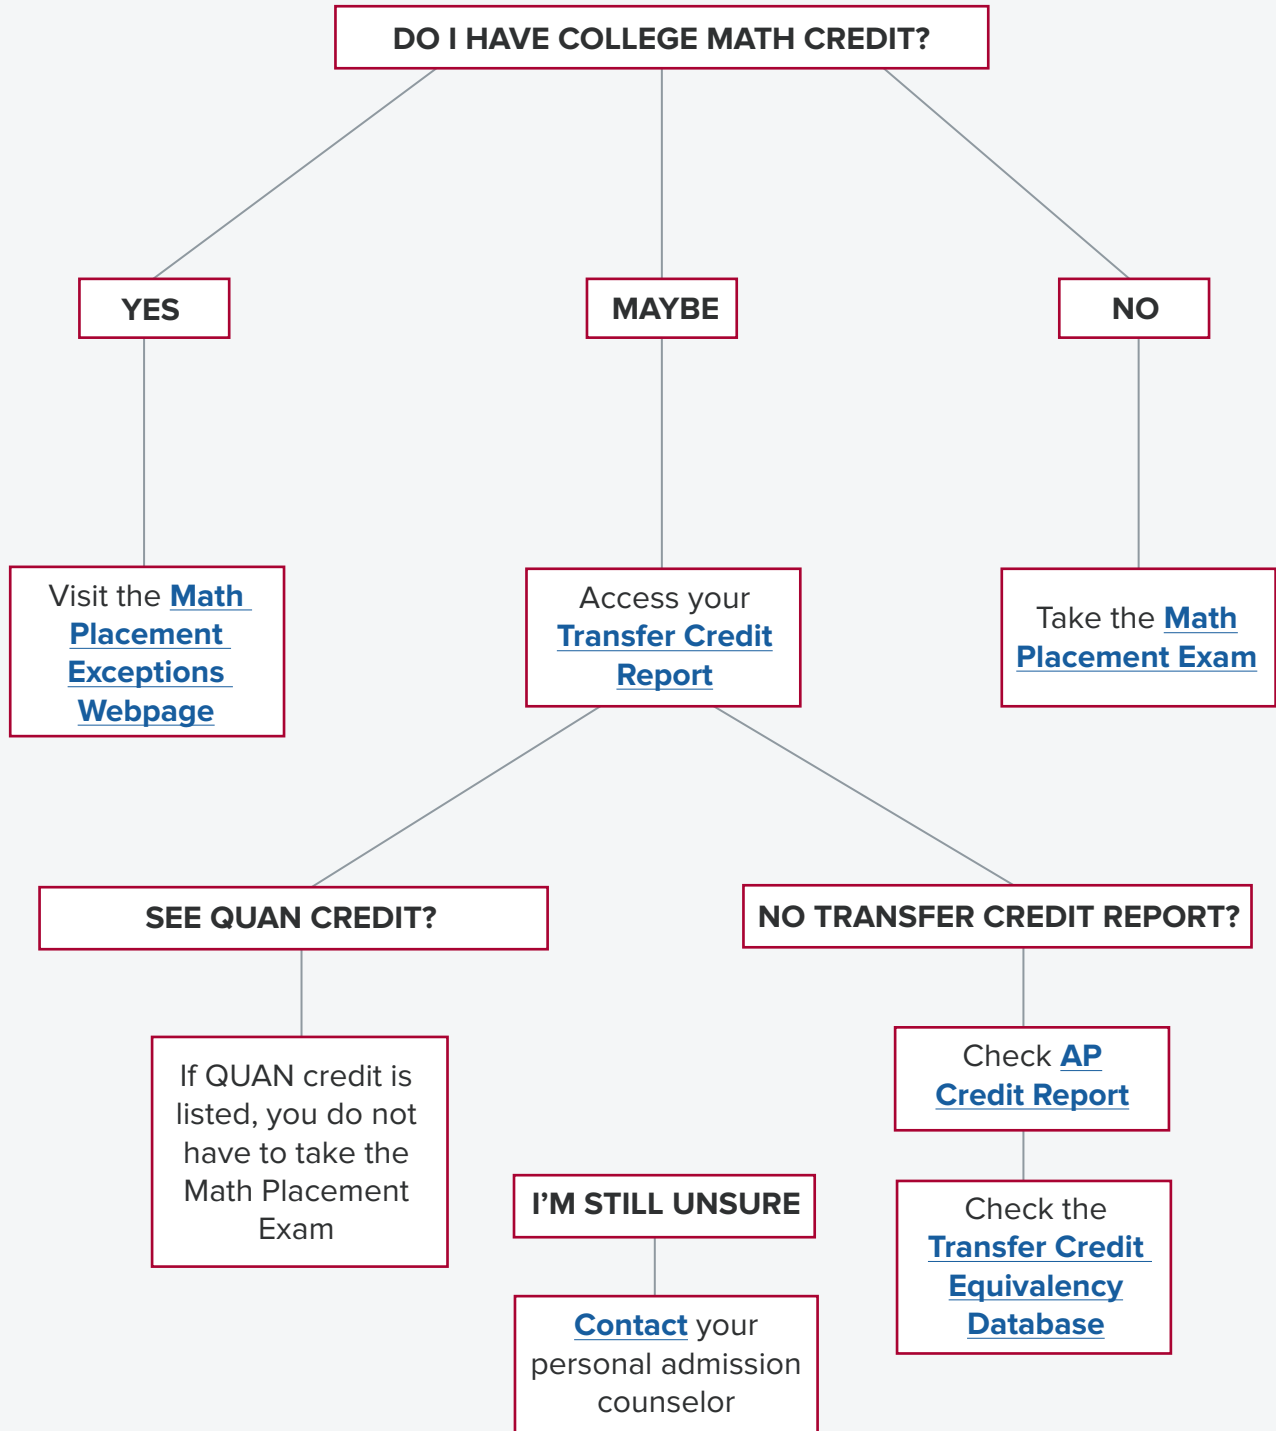 DO I HAVE COLLEGE MATH CREDIT?
YES
MAYBE
NO
Visit the Math
Placement
Exceptions
Webpage
Access your
Transfer Credit
Report
Take the Math
Placement Exam
SEE QUAN CREDIT?
NO TRANSFER CREDIT REPORT?
If QUAN credit is
listed, you do not
have to take the
Math Placement
Exam
Check AP
Credit Report
I’M STILL UNSURE
Check the
Transfer Credit
Equivalency
Database
Contact your
personal admission
counselor